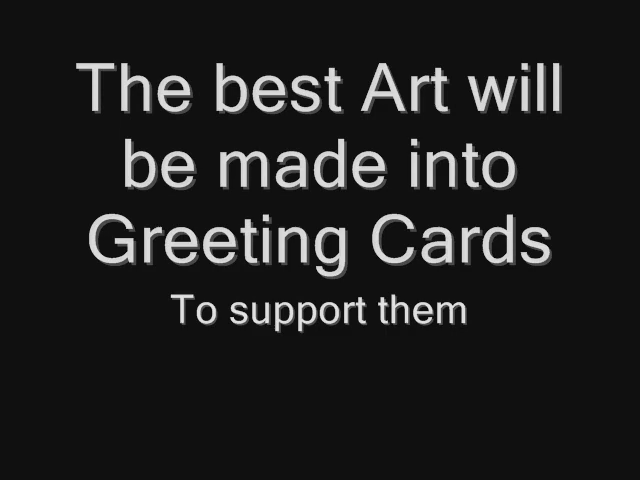 The best Art will
be made into
Greeting Cards
To support them